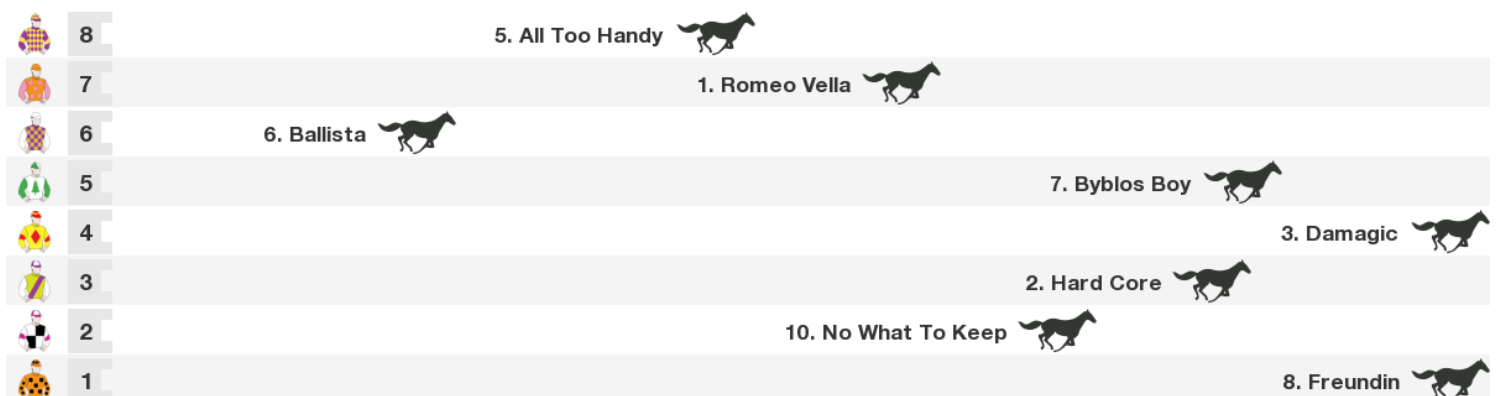 8 5. All Too Handy
7 1. Romeo Vella
6 6. Ballista
5 7. Byblos Boy
4 3. Damagic
3 2. Hard Core
2 10. No What To Keep
1 8. Freundin